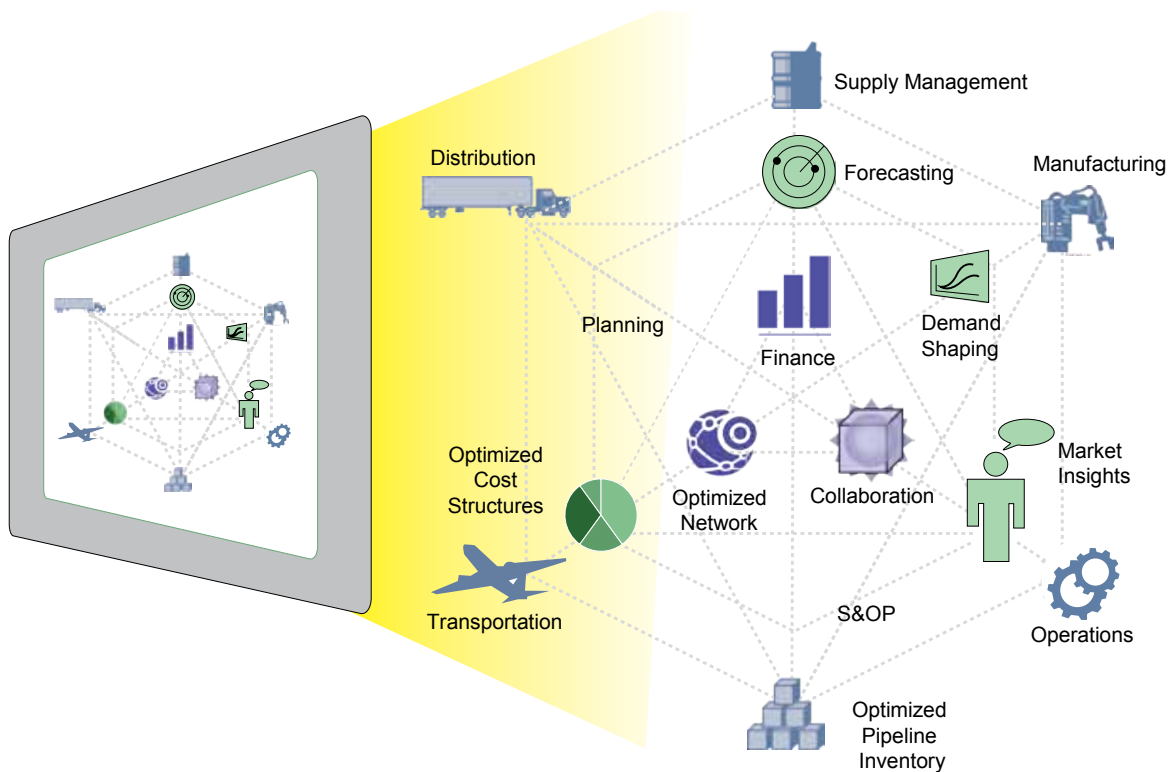 Supply Management
Distribution
Forecasting
Manufacturing
Planning
Finance
Demand
Shaping
Optimized
Cost
Structures
Optimized
Network
Collaboration
Market
Insights
Transportation
S&OP
Operations
Optimized
Pipeline
Inventory